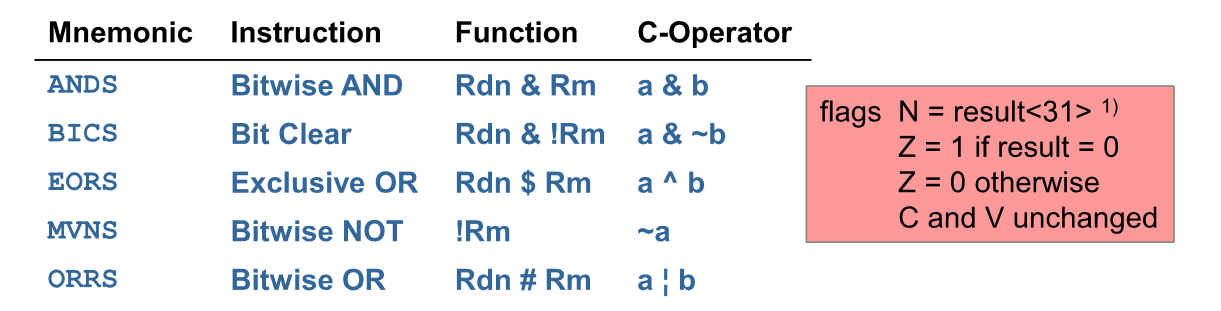 Mnemonic Instruction Function C-Operator
ANDS Bitwise AND Rdn & Rm a & b
BICS Bit Clear Rdn & !Rm a & ~b
EORS Exclusive OR Rdn $ Rm a ^ b
MVNS Bitwise NOT !Rm ~a
ORRS Bitwise OR Rdn # Rm a ¦ b
flags N = result<31> 1)
Z = 1 if result = 0
Z = 0 otherwise
C and V unchanged